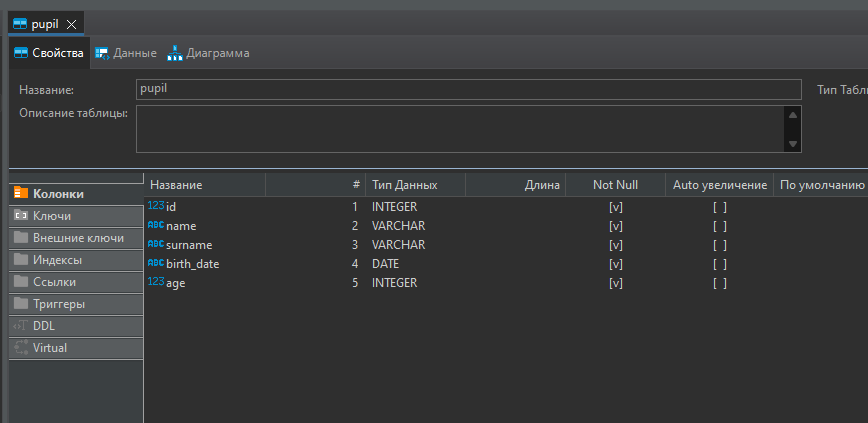 pupil
Свойства Данные Диаграмма
Название: pupil Тип Табл
Описание таблицы:
Колонки
Ключи
Внешние ключи
Индексы
Ссылки
Триггеры
DDL
Virtual
Название # Тип Данных Длина Not Null Auto увеличение По умолчанию
123 id 1 INTEGER [v] [ ]
ABC name 2 VARCHAR [v] [ ]
ABC surname 3 VARCHAR [v] [ ]
ABC birth_date 4 DATE [v] [ ]
123 age 5 INTEGER [v] [ ]